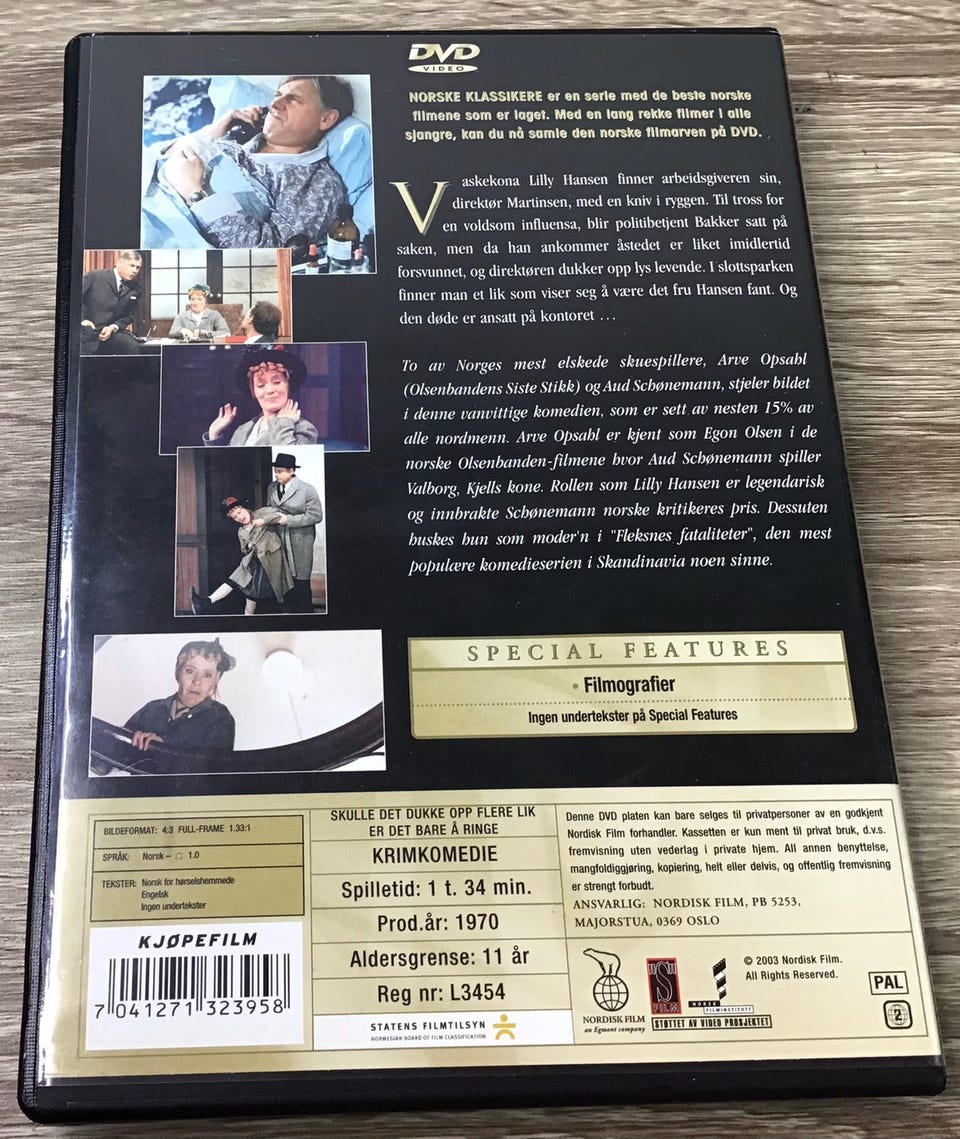 DVD
VIDEO
NORSKE KLASSIKERE er en serie med de beste norske
filmene som er laget. Med en lang rekke filmer i alle
sjangre, kan du nå samle den norske filmarven på DVD.
Vaskekona Lilly Hansen finner arbeidsgiveren sin,
direktør Martinsen, med en kniv i ryggen. Til tross for
en voldsom influensa, blir politibetjent Bakker satt på
saken, men da han ankommer åstedet er liket imidlertid
forsvunnet, og direktøren dukker opp lys levende. I slottsparken
finner man et lik som viser seg å være det fru Hansen fant. Og
den døde er ansatt på kontoret ...
To av Norges mest elskede skuespillere, Arve Opsahl
(Olsenbandens Siste Stikk) og Aud Schønemann, stjeler bildet
i denne vanvittige komedien, som er sett av nesten 15% av
alle nordmenn. Arve Opsahl er kjent som Egon Olsen i de
norske Olsenbanden-filmene hvor Aud Schønemann spiller
Valborg, Kjells kone. Rollen som Lilly Hansen er legendarisk
og innbrakte Schønemann norske kritikeres pris. Dessuten
huskes hun som moder'n i "Fleksnes fataliteter", den mest
populære komedieserien i Skandinavia noen sinne.
SPECIAL FEATURES
• Filmografier
Ingen undertekster på Special Features
BILDEFORMAT: 4:3 FULL-FRAME 1.33:1
SPRÅK: Norsk – 1.0
TEKSTER: Norsk for hørselshemmede
Engelsk
Ingen undertekster
KJØPEFILM
7 041271 323958
SKULLE DET DUKKE OPP FLERE LIK
ER DET BARE Å RINGE
KRIMKOMEDIE
Spilletid: 1 t. 34 min.
Prod.år: 1970
Aldersgrense: 11 år
Reg nr: L3454
STATENS FILMTILSYN
NORWEGIAN BOARD OF FILM CLASSIFICATION
Denne DVD platen kan bare selges til privatpersoner av en godkjent
Nordisk Film forhandler. Kassetten er kun ment til privat bruk, d.v.s.
fremvisning uten vederlag i private hjem. All annen benyttelse,
mangfoldiggjøring, kopiering, helt eller delvis, og offentlig fremvisning
er strengt forbudt.
ANSVARLIG: NORDISK FILM, PB 5253,
MAJORSTUA, 0369 OSLO
NORDISK FILM
an Egmont company
FILM
NORSK
FILMINSTITUTT
STØTTET AV VIDEO PROSJEKTET
© 2003 Nordisk Film.
All Rights Reserved.
PAL
2